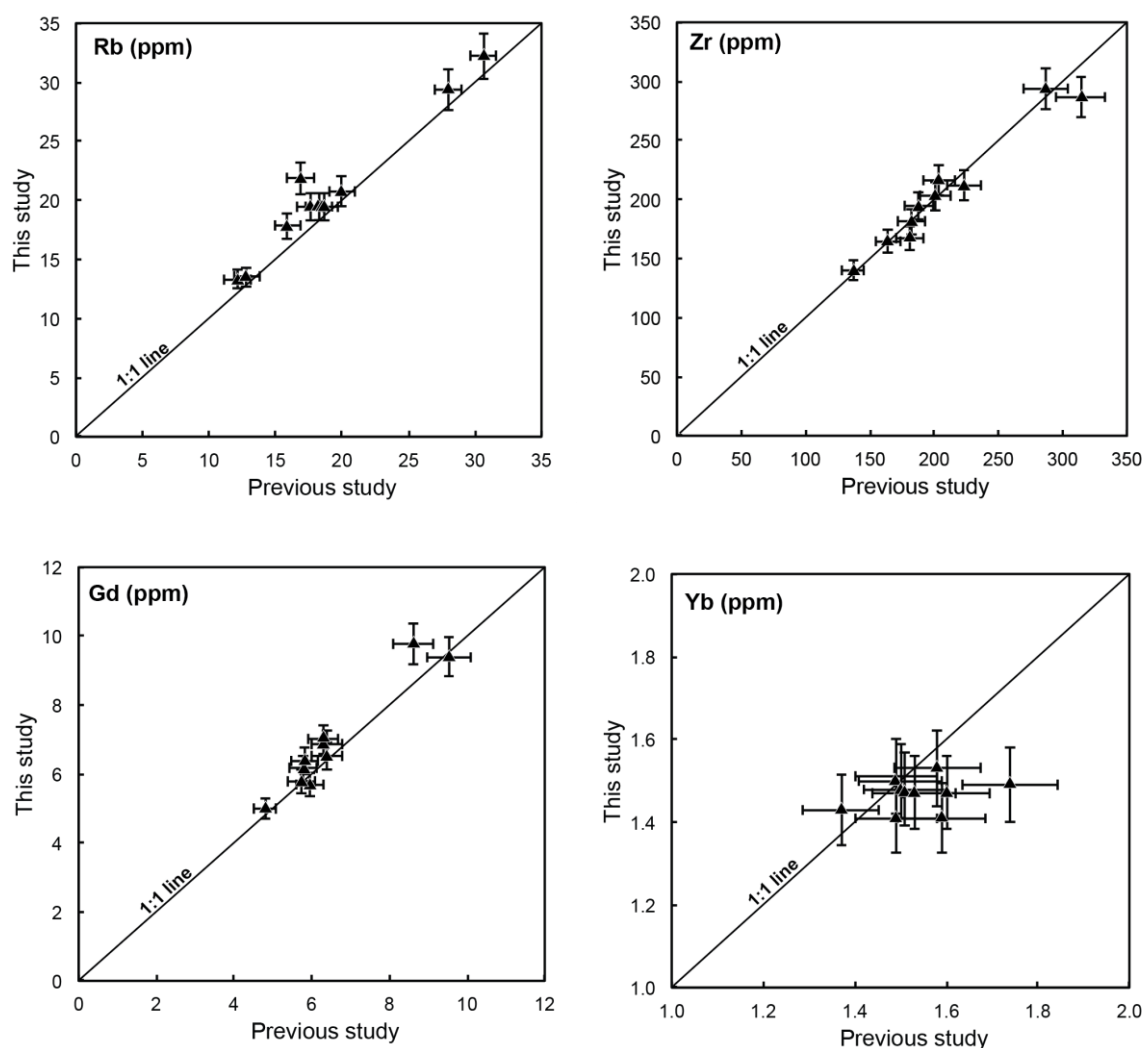 Rb (ppm)
35
30
25
20
15
10
5
0
This study
1:1 line
0 5 10 15 20 25 30 35
Previous study
Zr (ppm)
350
300
250
200
150
100
50
0
This study
1:1 line
0 50 100 150 200 250 300 350
Previous study
Gd (ppm)
12
10
8
6
4
2
0
This study
1:1 line
0 2 4 6 8 10 12
Previous study
Yb (ppm)
2.0
1.8
1.6
1.4
1.2
1.0
This study
1:1 line
1.0 1.2 1.4 1.6 1.8 2.0
Previous study